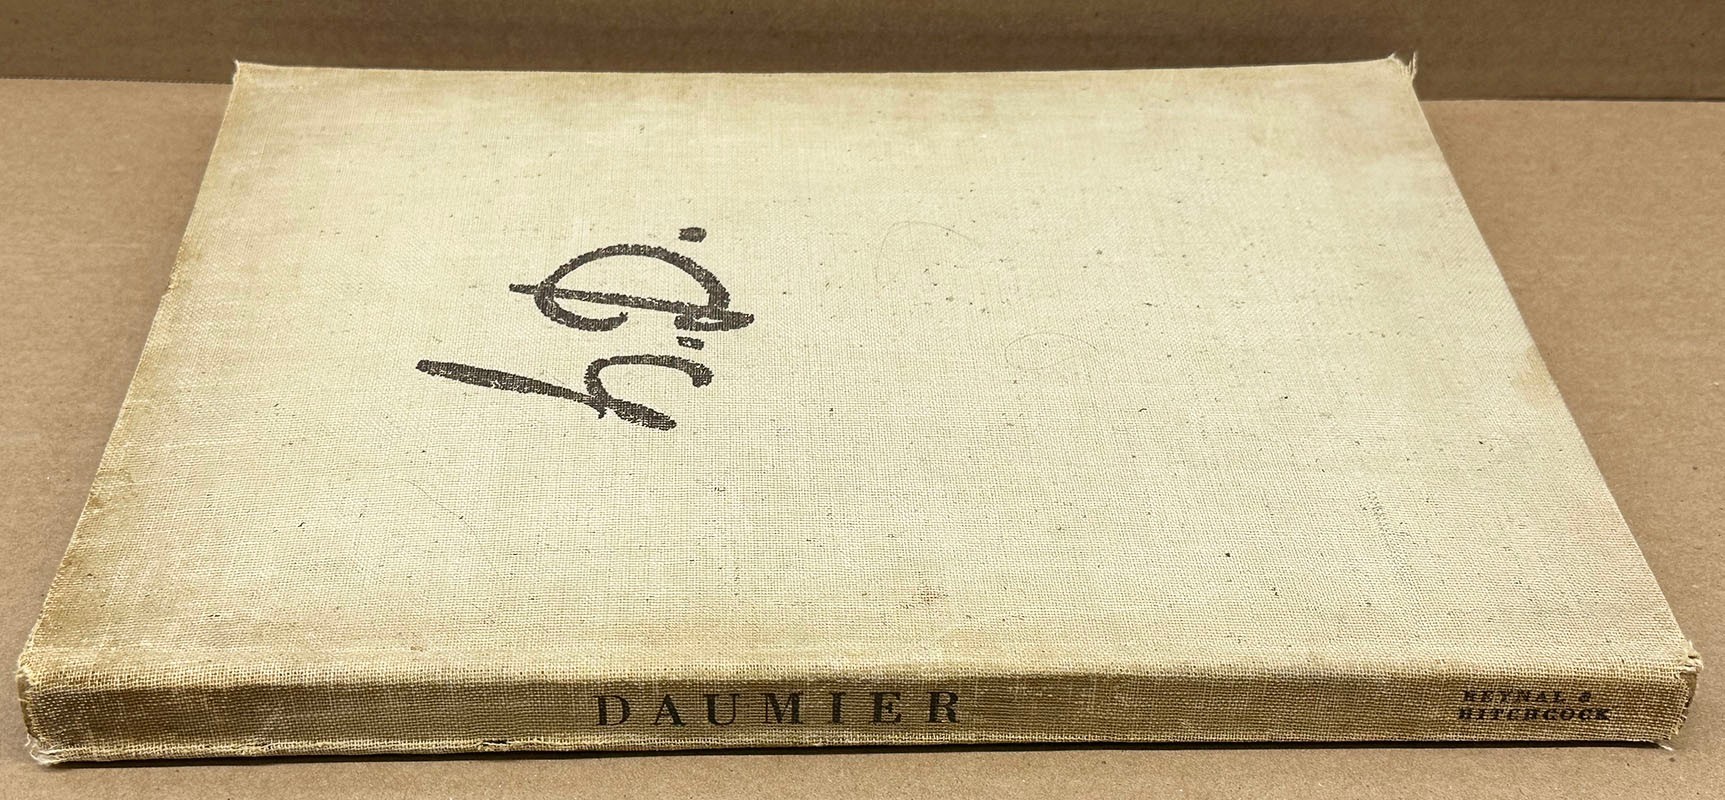 h.D.
DAUMIER
REYNAL &
HITCHCOCK